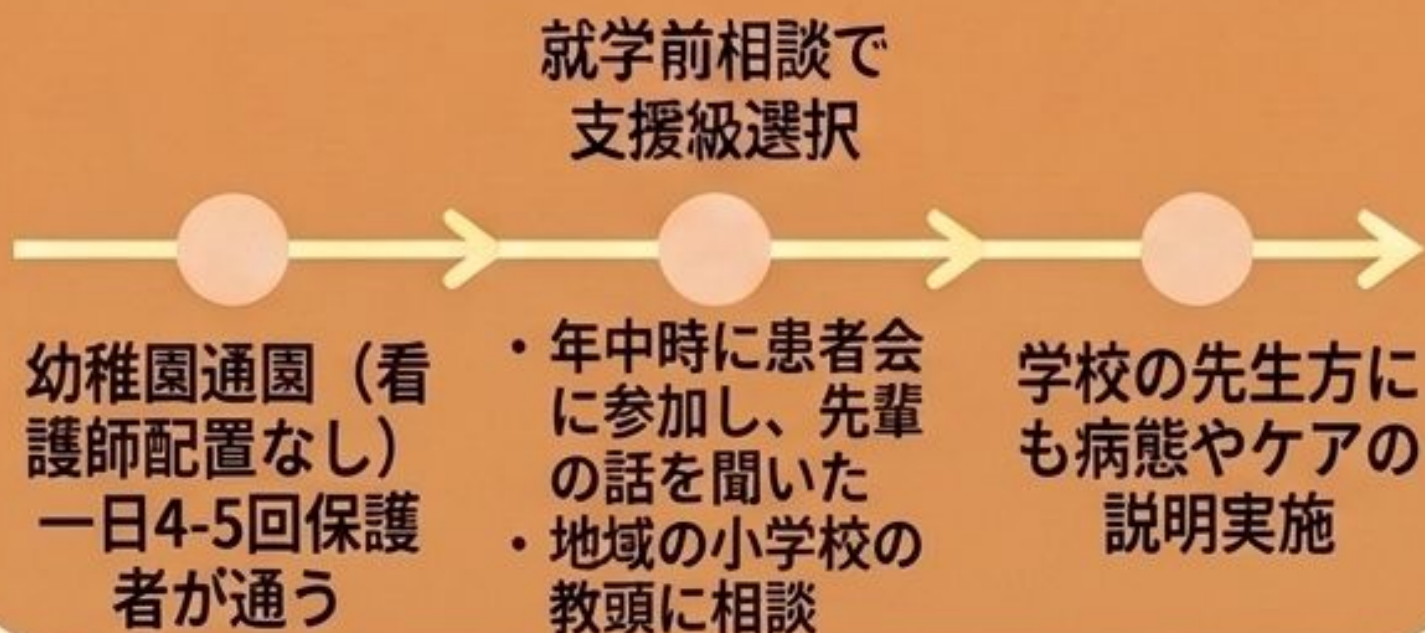 就学前相談で
支援級選択
幼稚園通園（看
護師配置なし）
一日4-5回保護
者が通う
・年中時に患者会
に参加し、先輩
の話を聞いた
・地域の小学校の
教頭に相談
学校の先生方に
も病態やケアの
説明実施